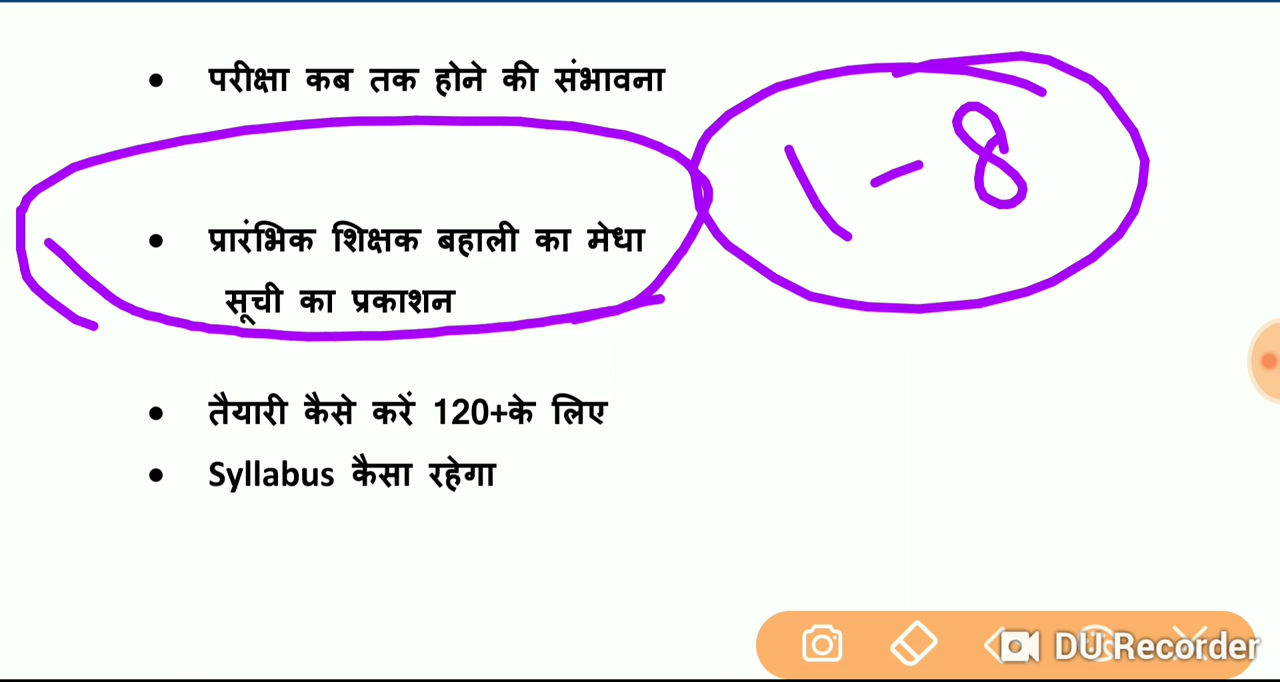 • परीक्षा कब तक होने की संभावना
1-8
• प्रारंभिक शिक्षक बहाली का मेधा
सूची का प्रकाशन
• तैयारी कैसे करें 120+के लिए
• Syllabus कैसा रहेगा
DU Recorder